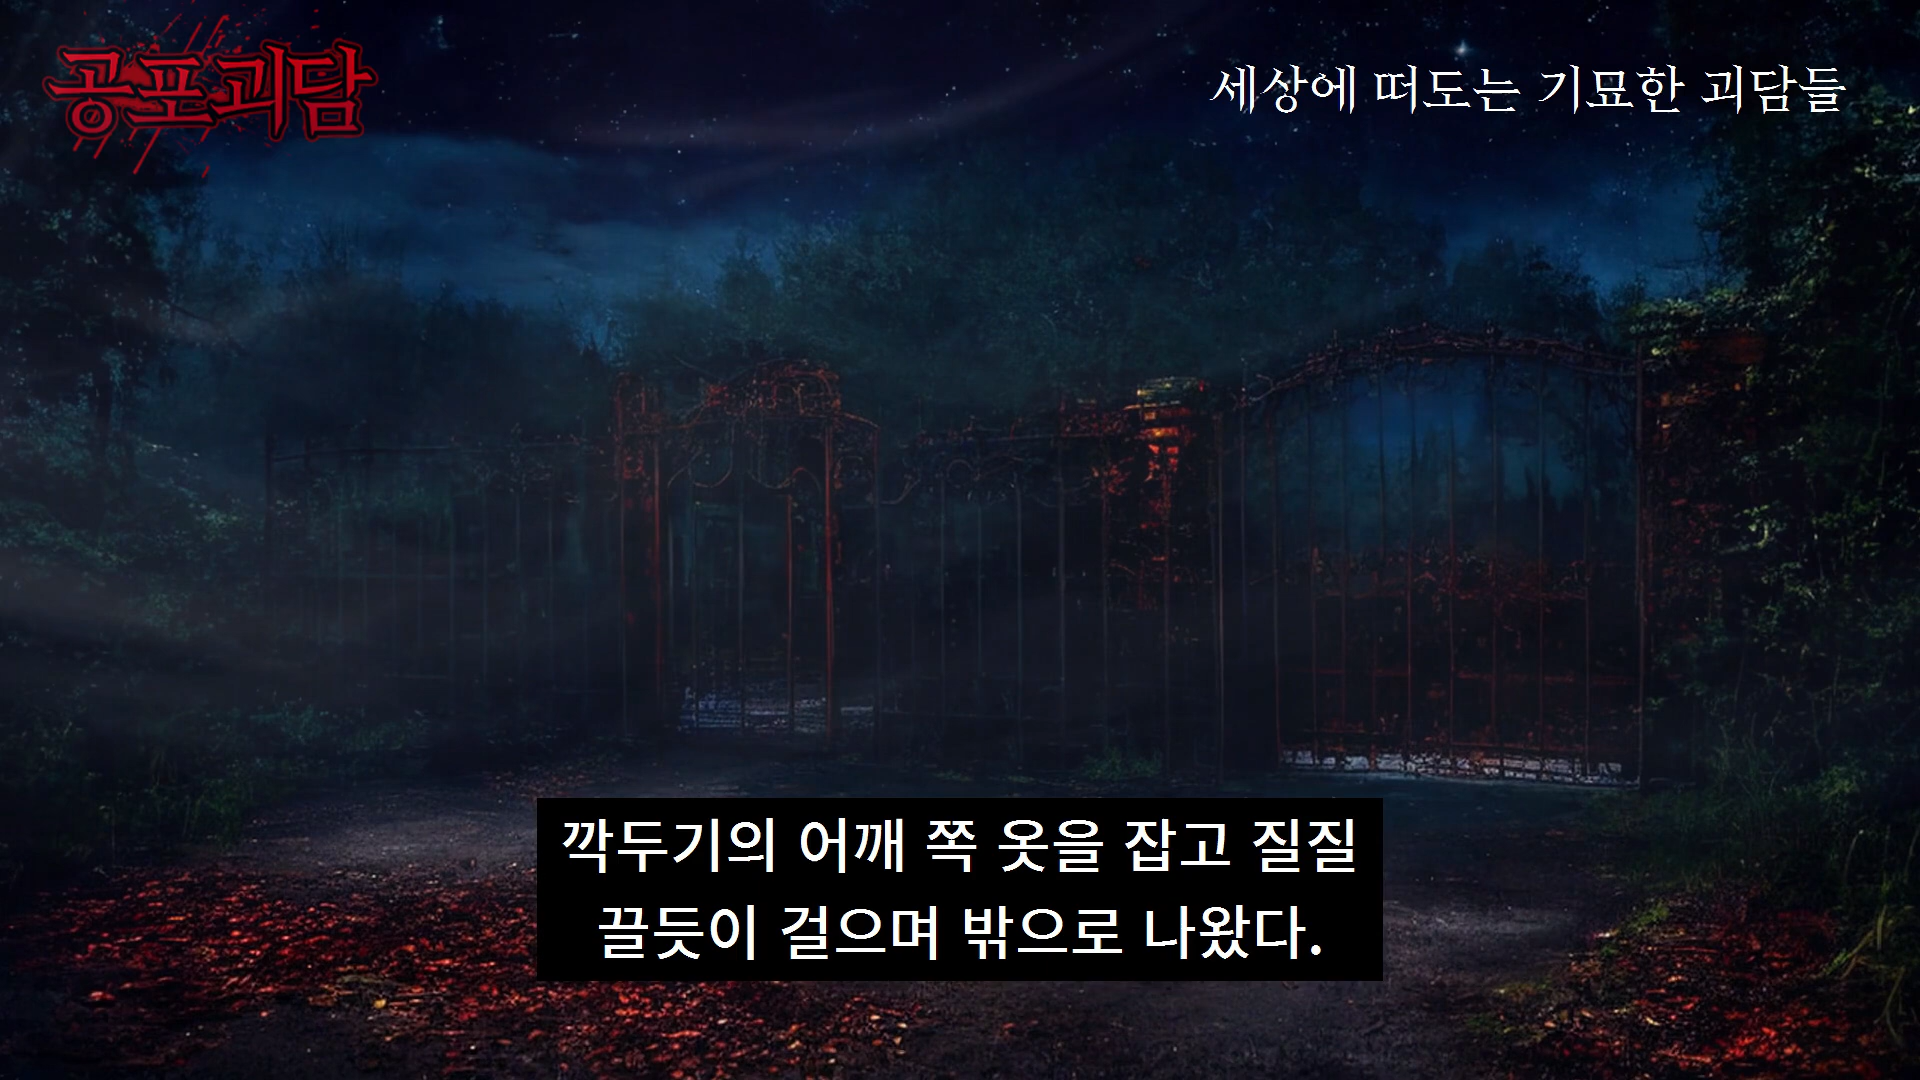 공포괴담
세상에 떠도는 기묘한 괴담들
깍두기의 어깨 쪽 옷을 잡고 질질
끌듯이 걸으며 밖으로 나왔다.